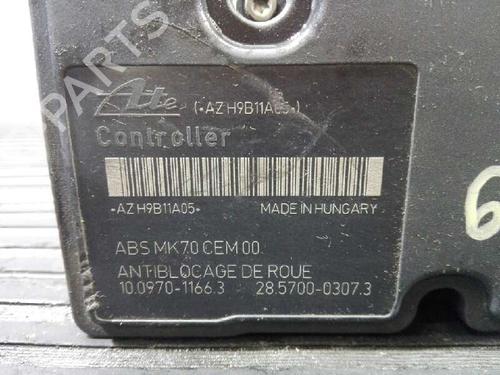 PARTS
Ate (•AZ H9B11A05•)
Controller
•AZ H9B11A05• MADE IN HUNGARY
ABS MK70 CEM 00
ANTIBLOCAGE DE ROUE
10.0970-1166.3 28.5700-0307.3
6